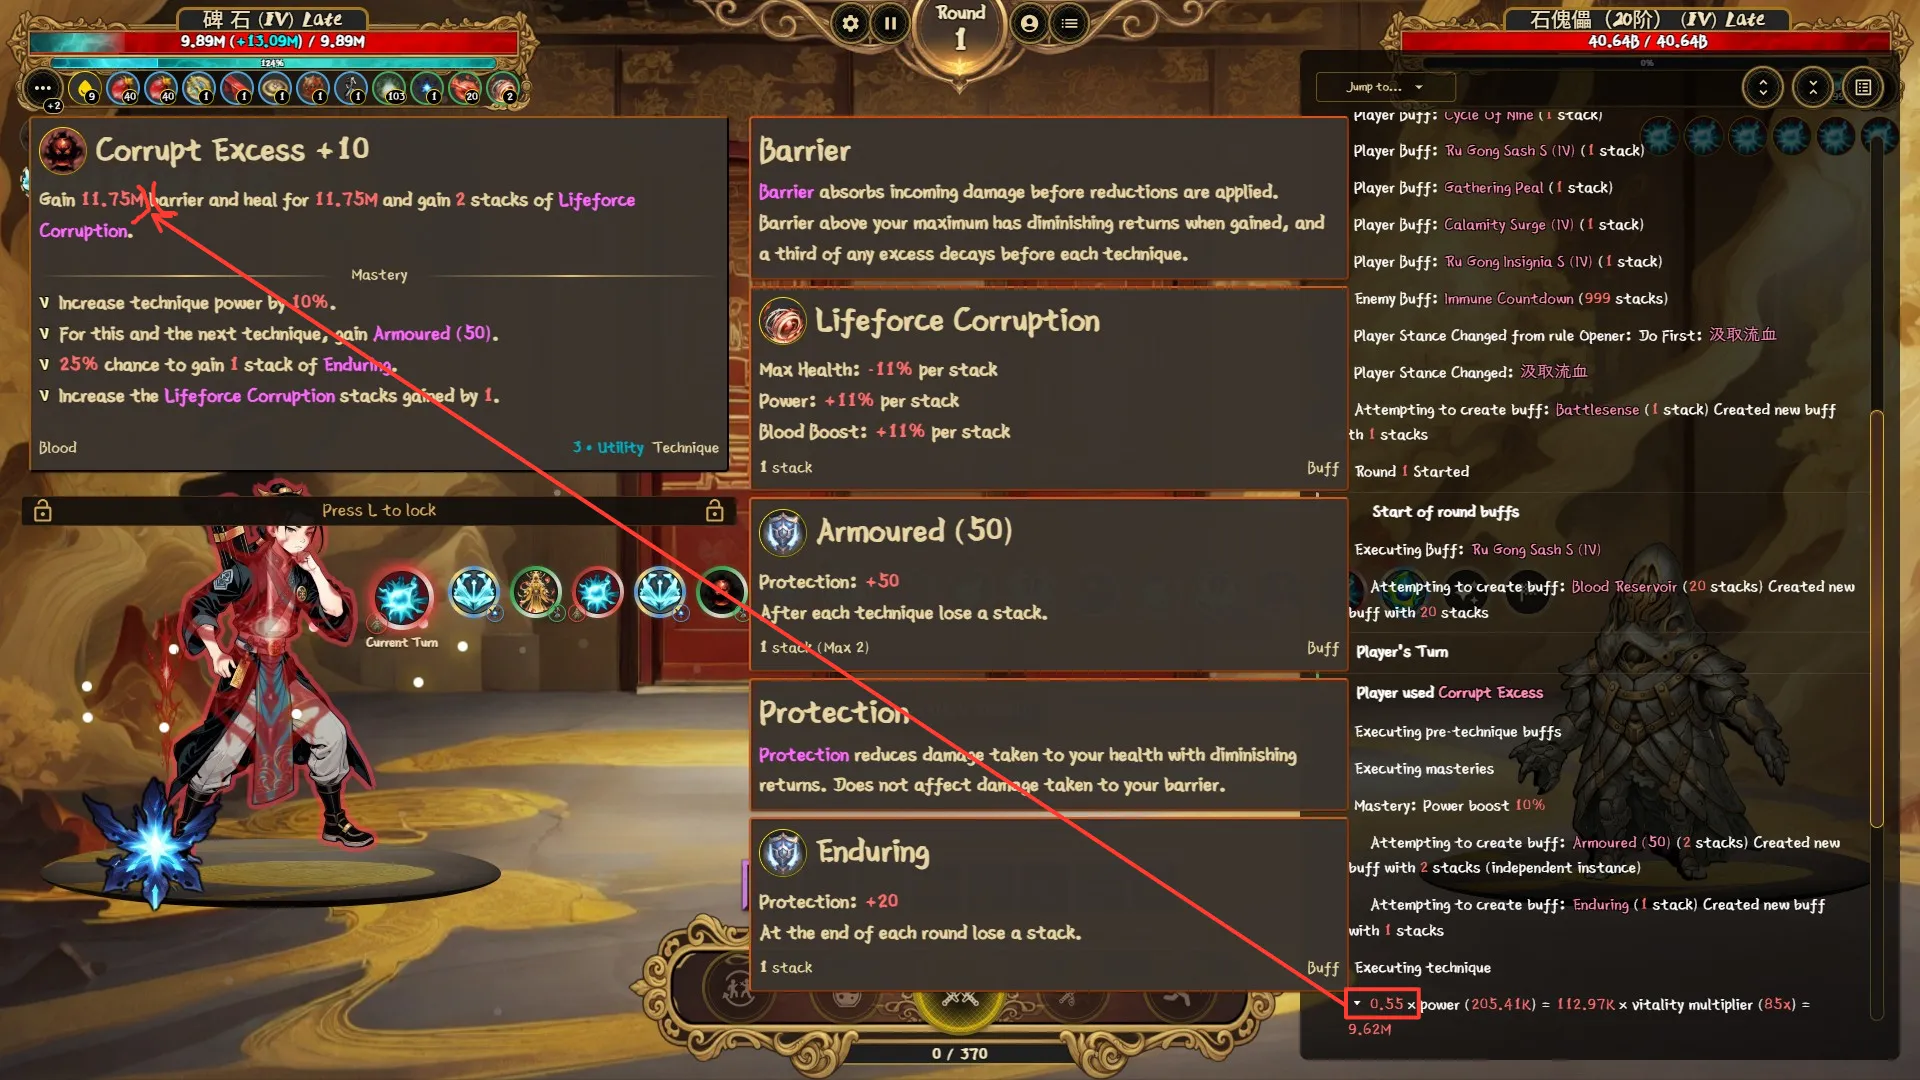 碑 石 (IV) Late
9.89M (+13.09M) / 9.89M
124%
+2
9
40
40
1
1
1
1
1
103
1
20
2
Round
1
石傀儡 (20阶) (IV) Late
40.64B / 40.64B
0%
Corrupt Excess +10
Gain 11.75M barrier and heal for 11.75M and gain 2 stacks of Lifeforce
Corruption.
Mastery
V Increase technique power by 10%.
V For this and the next technique, gain Armoured (50).
V 25% chance to gain 1 stack of Enduring.
V Increase the Lifeforce Corruption stacks gained by 1.
Blood
3 • Utility Technique
Press L to lock
Current Turn
Barrier
Barrier absorbs incoming damage before reductions are applied.
Barrier above your maximum has diminishing returns when gained, and
a third of any excess decays before each technique.
Lifeforce Corruption
Max Health: -11% per stack
Power: +11% per stack
Blood Boost: +11% per stack
1 stack
Buff
Armoured (50)
Protection: +50
After each technique lose a stack.
1 stack (Max 2)
Buff
Protection
Protection reduces damage taken to your health with diminishing
returns. Does not affect damage taken to your barrier.
Enduring
Protection: +20
At the end of each round lose a stack.
1 stack
Buff
0 / 370
Jump to...
Player Buff: Cycle Of Nine (1 stack)
Player Buff: Ru Gong Sash S (IV) (1 stack)
Player Buff: Gathering Peal (1 stack)
Player Buff: Calamity Surge (IV) (1 stack)
Player Buff: Ru Gong Insignia S (IV) (1 stack)
Enemy Buff: Immune Countdown (999 stacks)
Player Stance Changed from rule Opener: Do First: 汲取流血
Player Stance Changed: 汲取流血
Attempting to create buff: Battlesense (1 stack) Created new buff
th 1 stacks
Round 1 Started
Start of round buffs
Executing Buff: Ru Gong Sash S (IV)
Attempting to create buff: Blood Reservoir (20 stacks) Created new
buff with 20 stacks
Player's Turn
Player used Corrupt Excess
Executing pre-technique buffs
Executing masteries
Mastery: Power boost 10%
Attempting to create buff: Armoured (50) (2 stacks) Created new
buff with 2 stacks (independent instance)
Attempting to create buff: Enduring (1 stack) Created new buff
with 1 stacks
Executing technique
0.55 × power (205.41K) = 112.97K × vitality multiplier (85x) =
9.62M